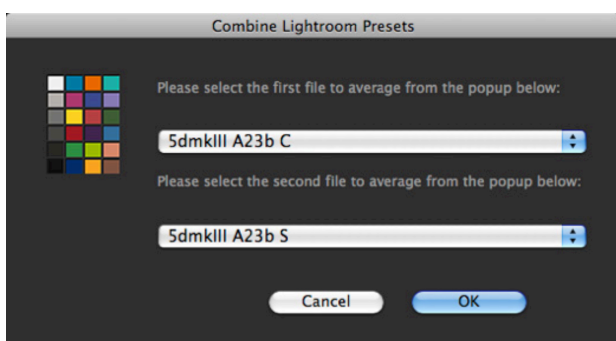 Combine Lightroom Presets
Please select the first file to average from the popup below:
5dmkIII A23b C
Please select the second file to average from the popup below:
5dmkIII A23b S
Cancel
OK